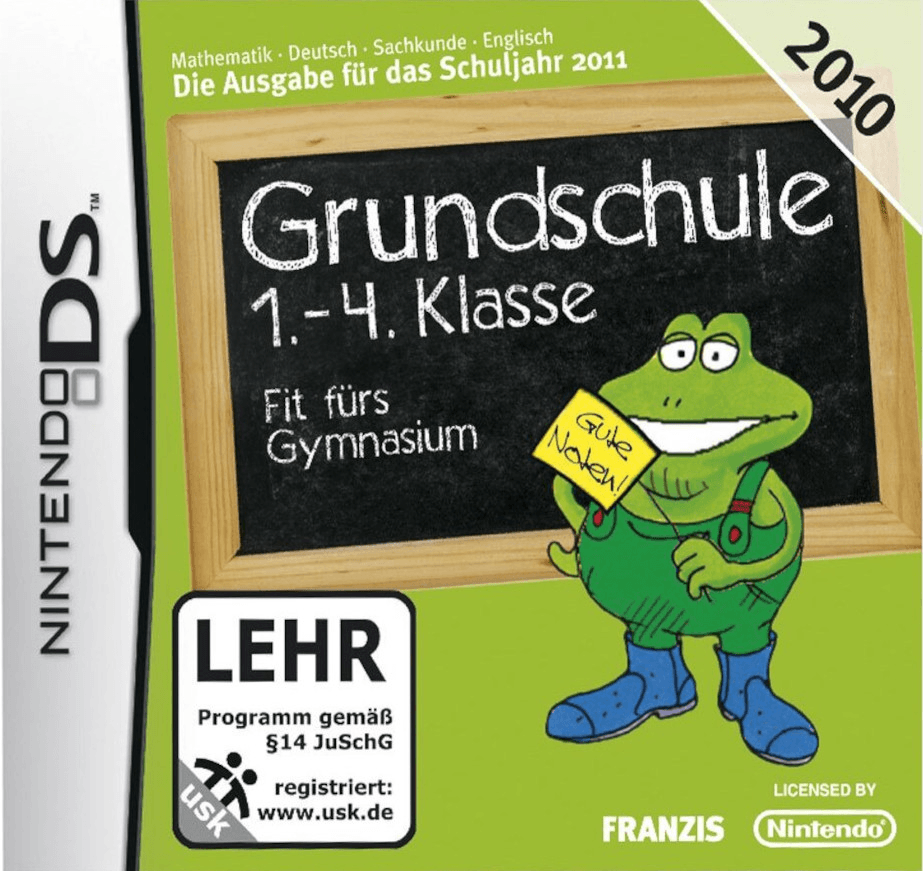 NINTENDO DS™
Mathematik · Deutsch · Sachkunde · Englisch
Die Ausgabe für das Schuljahr 2011
2010
Grundschule
1.-4. Klasse
Fit fürs
Gymnasium
Gute
Noten!
LEHR
Programm gemäß
§14 JuSchG
registriert:
www.usk.de
usk
LICENSED BY
FRANZIS
Nintendo®